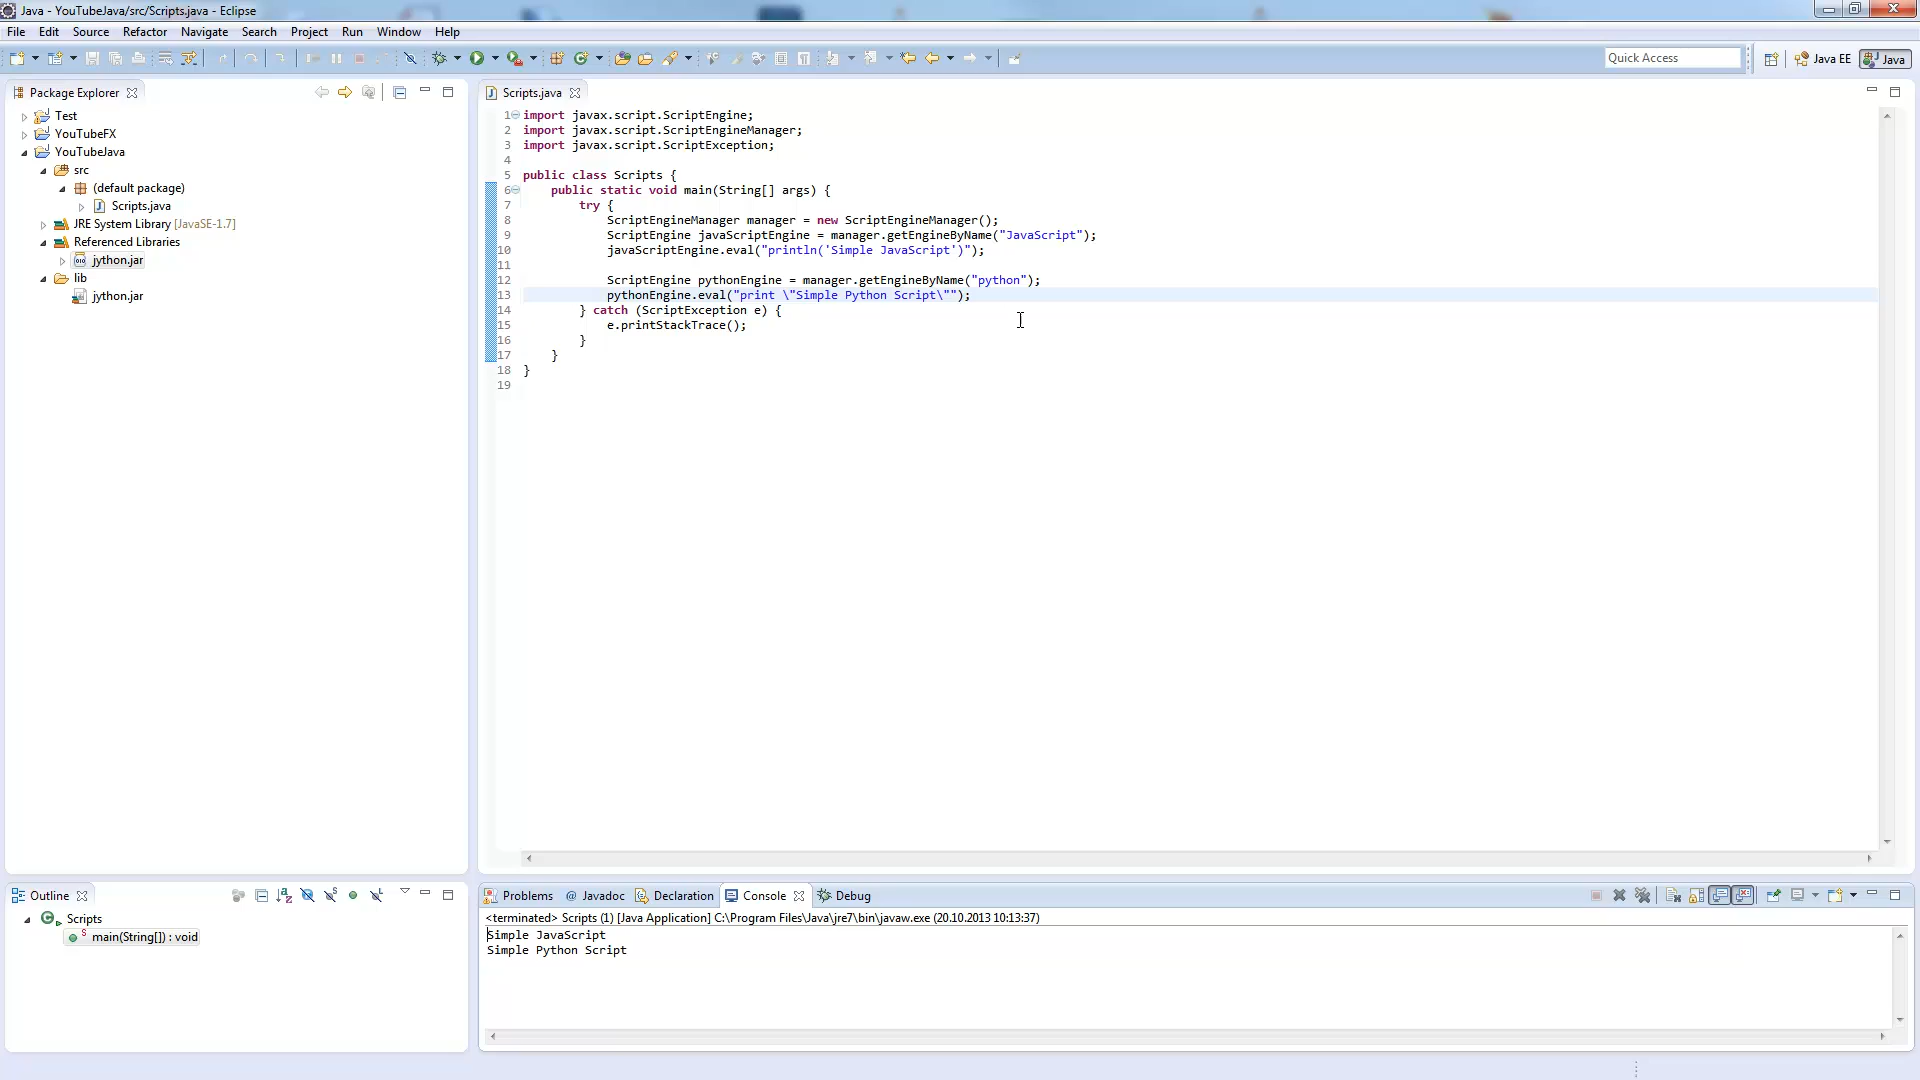 Java - YouTubeJava/src/Scripts.java - Eclipse
File Edit Source Refactor Navigate Search Project Run Window Help
Quick Access
Java EE
Java
Package Explorer
Test
YouTubeFX
YouTubeJava
src
(default package)
Scripts.java
JRE System Library [JavaSE-1.7]
Referenced Libraries
jython.jar
lib
jython.jar
Scripts.java
1 import javax.script.ScriptEngine;
2 import javax.script.ScriptEngineManager;
3 import javax.script.ScriptException;
4
5 public class Scripts {
6     public static void main(String[] args) {
7         try {
8             ScriptEngineManager manager = new ScriptEngineManager();
9             ScriptEngine javaScriptEngine = manager.getEngineByName("JavaScript");
10             javaScriptEngine.eval("println('Simple JavaScript')");
11
12             ScriptEngine pythonEngine = manager.getEngineByName("python");
13             pythonEngine.eval("print \"Simple Python Script\"");
14         } catch (ScriptException e) {
15             e.printStackTrace();
16         }
17     }
18 }
19
Outline
Scripts
main(String[]) : void
Problems @ Javadoc Declaration Console Debug
<terminated> Scripts (1) [Java Application] C:\Program Files\Java\jre7\bin\javaw.exe (20.10.2013 10:13:37)
Simple JavaScript
Simple Python Script